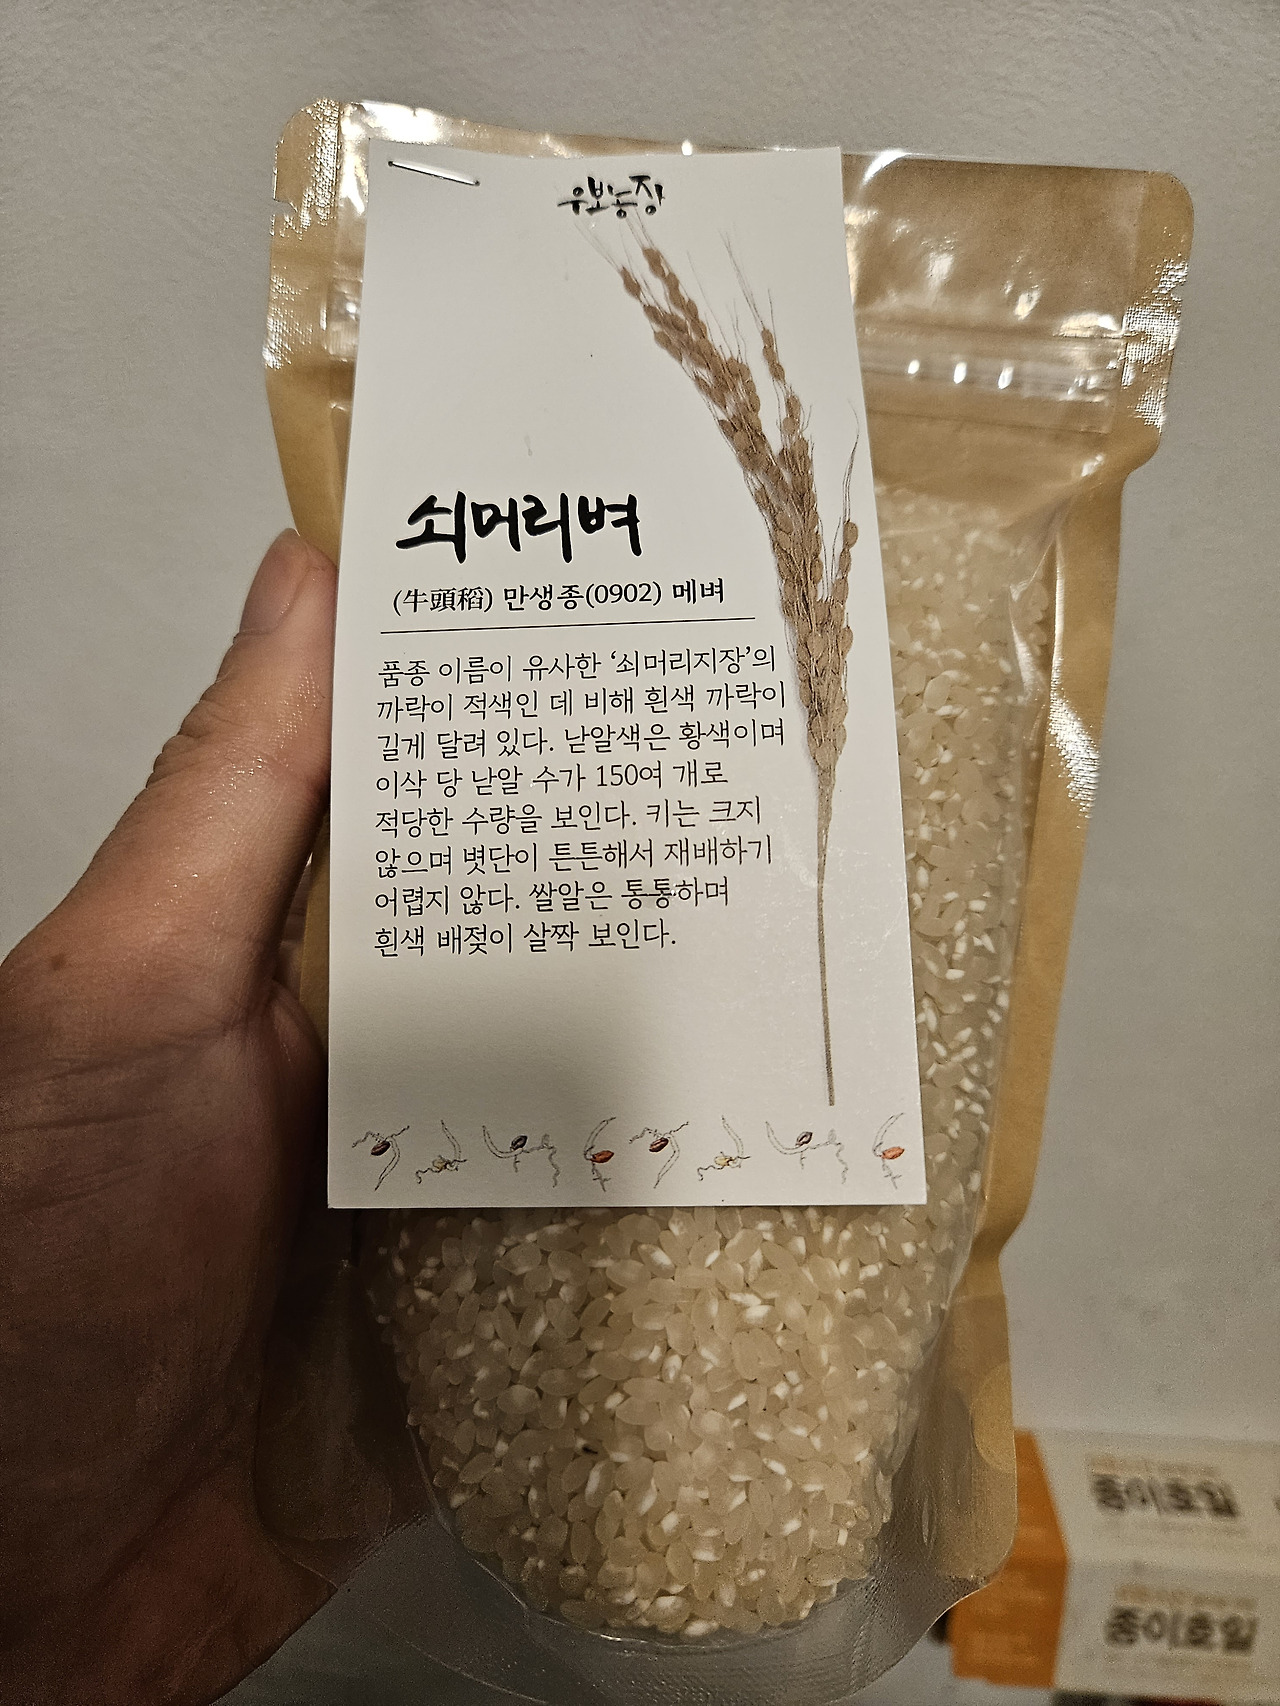 우보농장
쇠머리벼
(牛頭稻) 만생종(0902) 메벼
품종 이름이 유사한 ‘쇠머리지장’의
까락이 적색인 데 비해 흰색 까락이
길게 달려 있다. 낟알색은 황색이며
이삭 당 낟알 수가 150여 개로
적당한 수량을 보인다. 키는 크지
않으며 볏단이 튼튼해서 재배하기
어렵지 않다. 쌀알은 통통하며
흰색 배젖이 살짝 보인다.
종이호일
종이호일